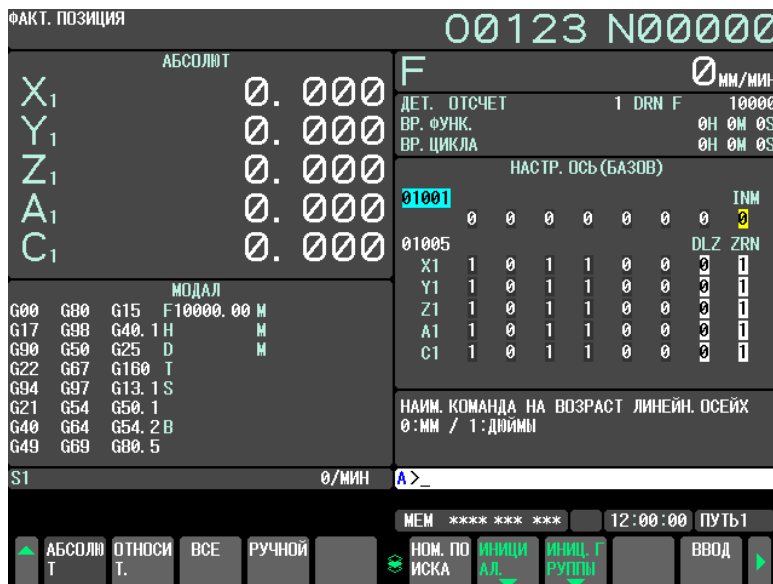 ФАКТ. ПОЗИЦИЯ
O0123 N00000
АБСОЛЮТ
X1 0. 000
Y1 0. 000
Z1 0. 000
A1 0. 000
C1 0. 000
F 0 ММ/МИН
ДЕТ. ОТСЧЕТ 1 DRN F 10000
ВР. ФУНК. 0H 0M 0S
ВР. ЦИКЛА 0H 0M 0S
НАСТР. ОСЬ(БАЗОВ)
01001 INM
0 0 0 0 0 0 0 0
01005 DLZ ZRN
X1 1 0 1 1 0 0 0 1
Y1 1 0 1 1 0 0 0 1
Z1 1 0 1 1 0 0 0 1
A1 1 0 1 1 0 0 0 1
C1 1 0 1 1 0 0 0 1
МОДАЛ
G00 G80 G15 F10000. 00 M
G17 G98 G40. 1 H M
G90 G50 G25 D M
G22 G67 G160 T
G94 G97 G13. 1 S
G21 G54 G50. 1
G40 G64 G54. 2 B
G49 G69 G80. 5
НАИМ. КОМАНДА НА ВОЗРАСТ ЛИНЕЙН. ОСЕЙХ
0:ММ / 1:ДЮЙМЫ
S1 0/МИН
A>_
MEM **** *** *** 12:00:00 ПУТЬ1
АБСОЛЮ
Т
ОТНОСИ
Т.
ВСЕ
РУЧНОЙ
НОМ. ПО
ИСКА
ИНИЦИ
АЛ.
ИНИЦ. Г
РУППЫ
ВВОД